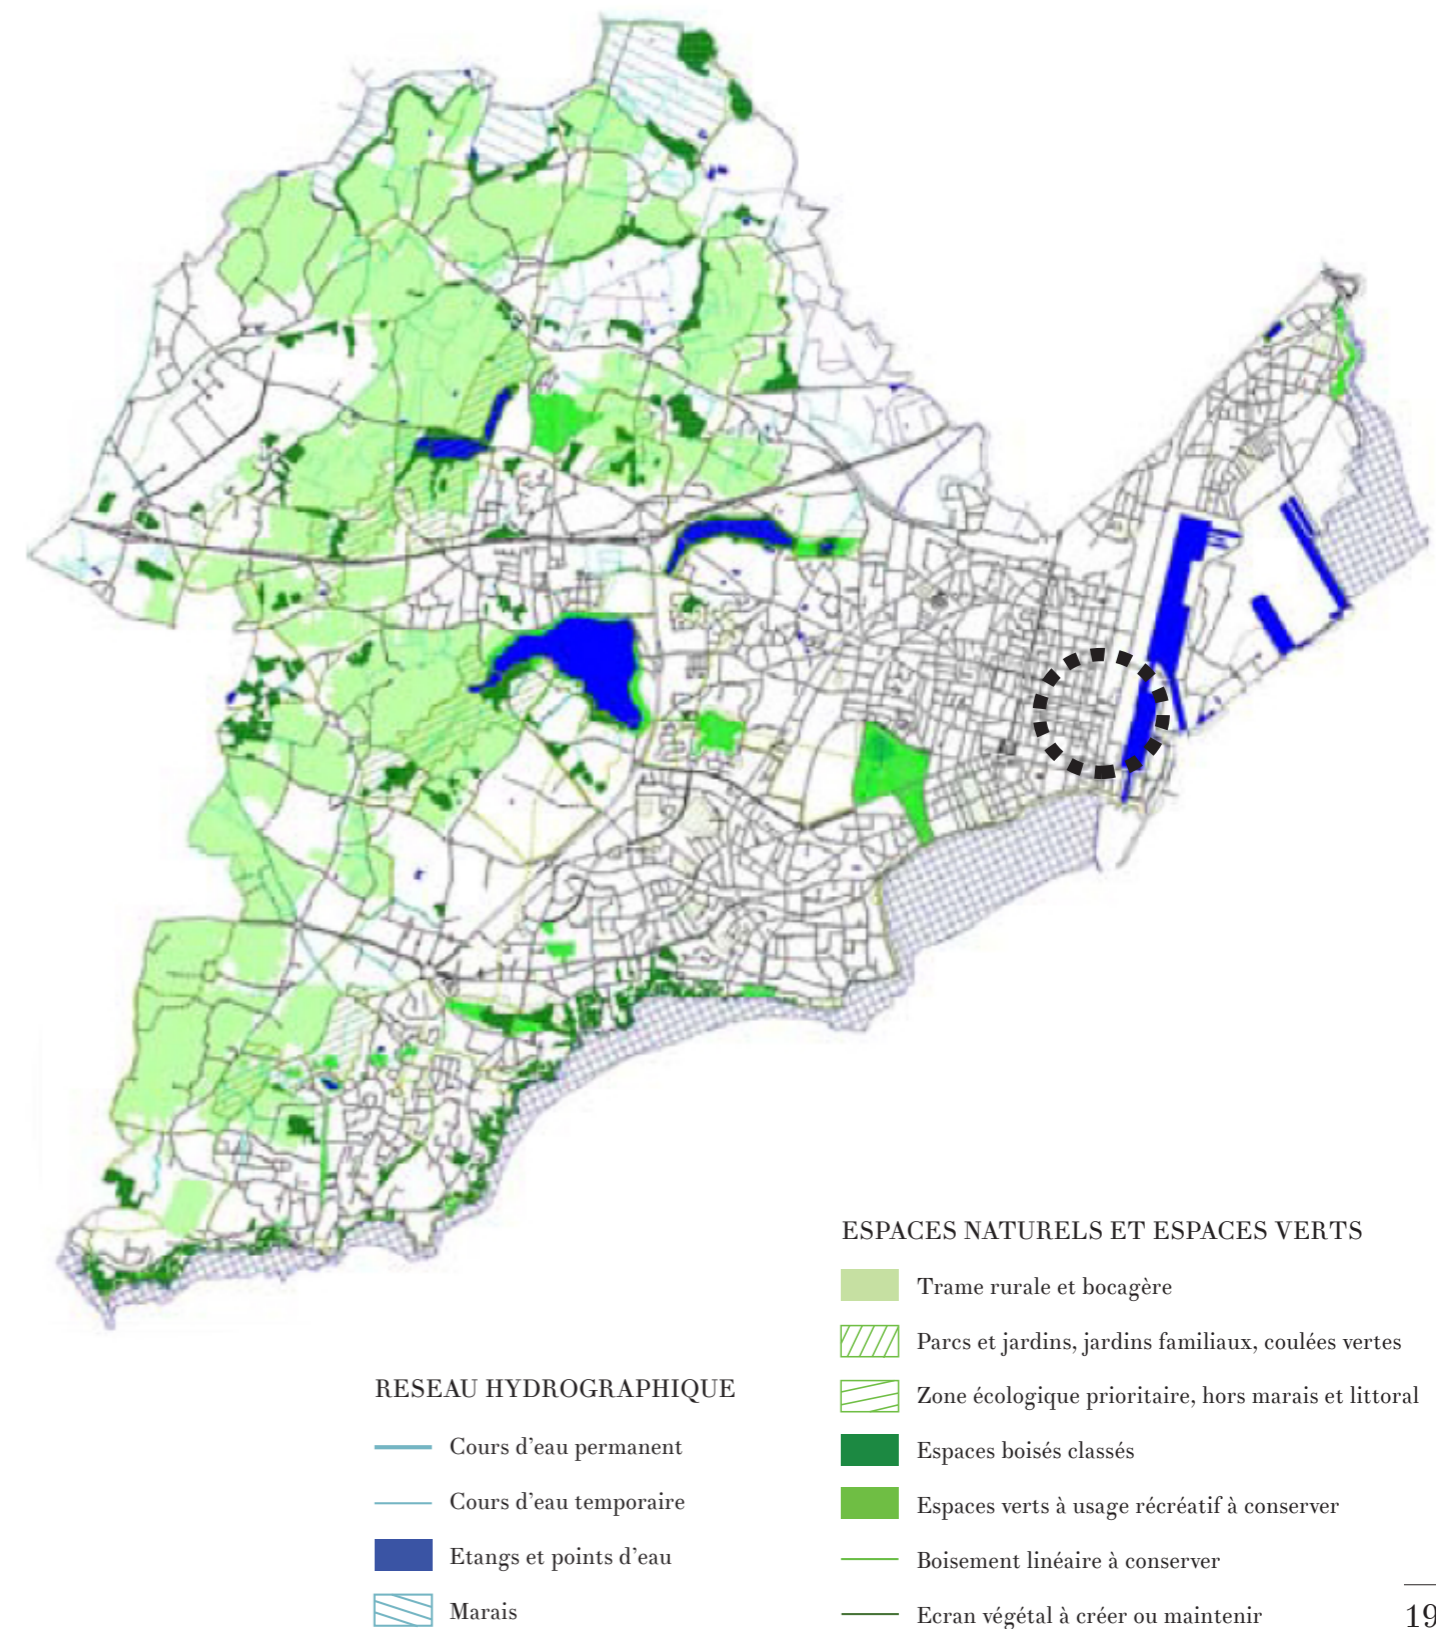 ESPACES NATURELS ET ESPACES VERTS
Trame rurale et bocagère
Parcs et jardins, jardins familiaux, coulées vertes
Zone écologique prioritaire, hors marais et littoral
Espaces boisés classés
Espaces verts à usage récréatif à conserver
Boisement linéaire à conserver
Ecran végétal à créer ou maintenir
RESEAU HYDROGRAPHIQUE
Cours d'eau permanent
Cours d'eau temporaire
Etangs et points d'eau
Marais
19